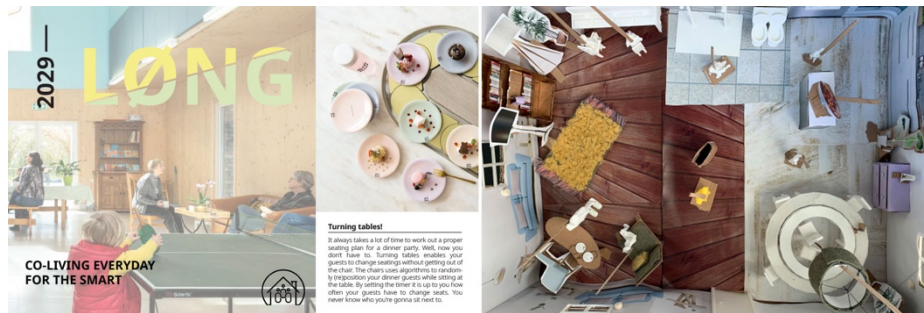 2029 —
LØNG
CO-LIVING EVERYDAY
FOR THE SMART
Turning tables!
It always takes a lot of time to work out a proper
seating plan for a dinner party. Well, now you
don't have to. Turning tables enables your
guests to change seatings without getting out of
the chair. The chairs uses algorithms to random-
ly (re)position your dinner guests while sitting at
the table. By setting the timer it is up to you how
often your guests have to change seats. You
never know who you're gonna sit next to.